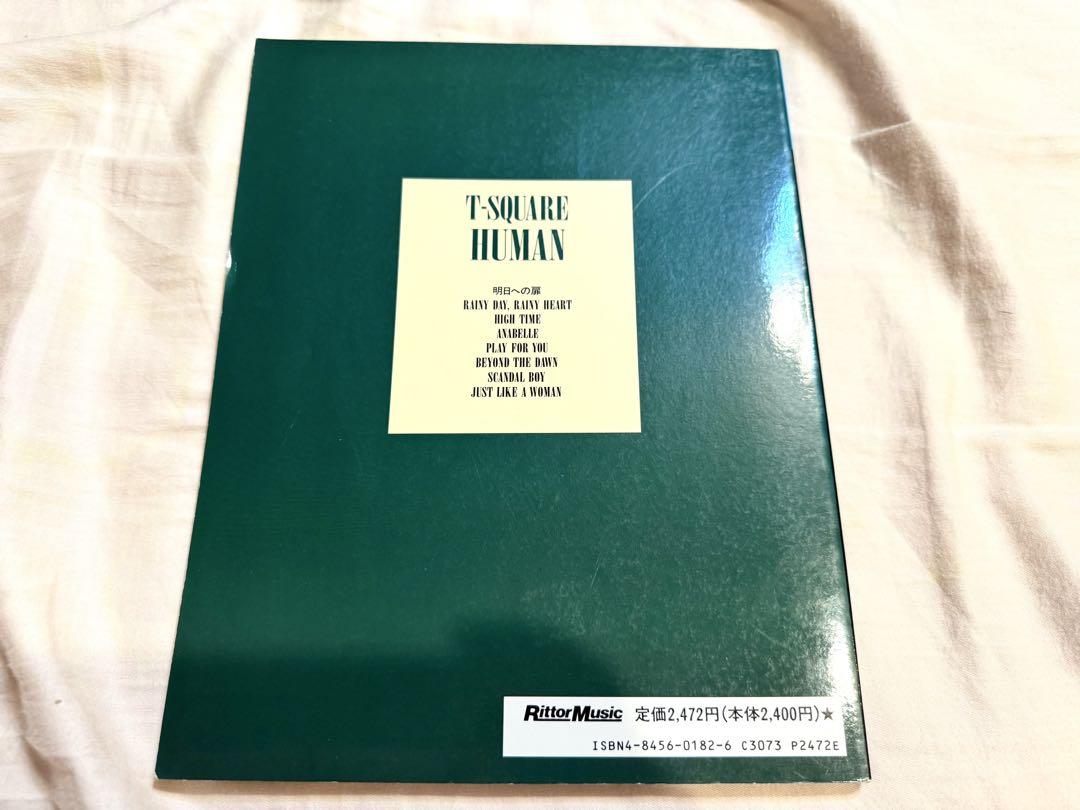 T-SQUARE
HUMAN
明日への扉
RAINY DAY, RAINY HEART
HIGH TIME
ANABELLE
PLAY FOR YOU
BEYOND THE DAWN
SCANDAL BOY
JUST LIKE A WOMAN
RittorMusic 定価2,472円(本体2,400円)★
ISBN4-8456-0182-6 C3073 P2472E